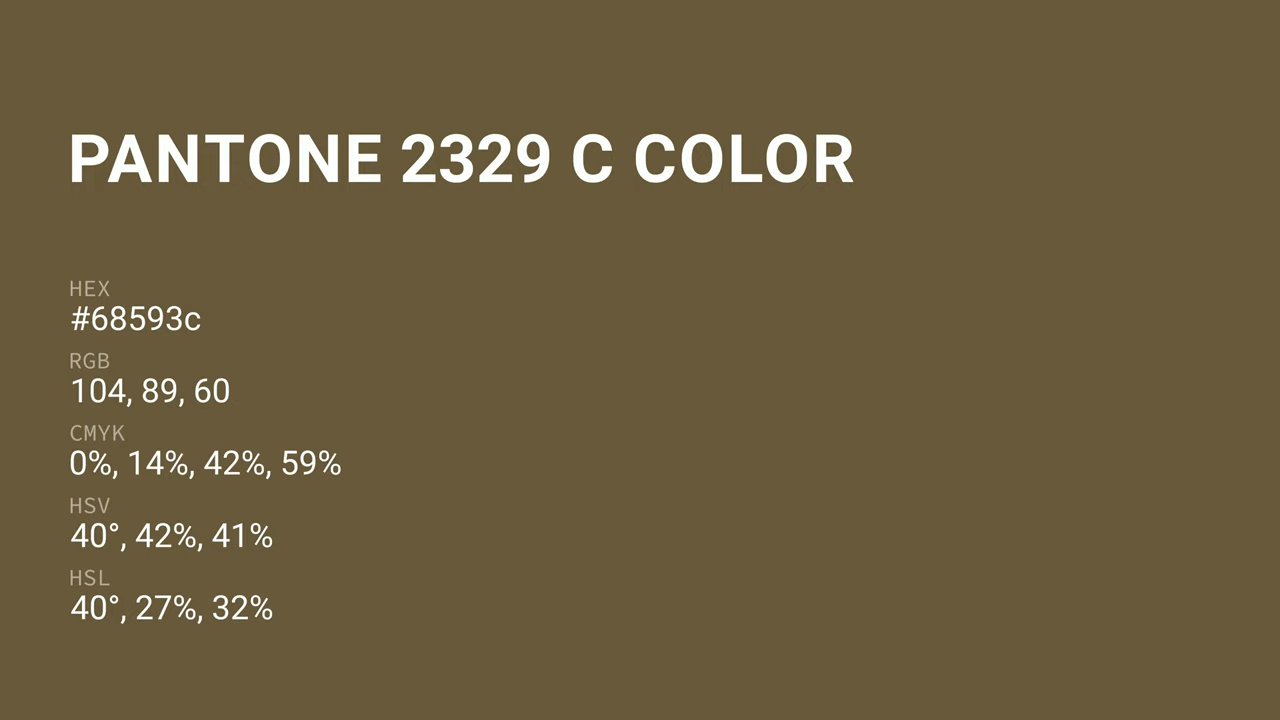 PANTONE 2329 C COLOR
HEX
#68593c
RGB
104, 89, 60
CMYK
0%, 14%, 42%, 59%
HSV
40°, 42%, 41%
HSL
40°, 27%, 32%